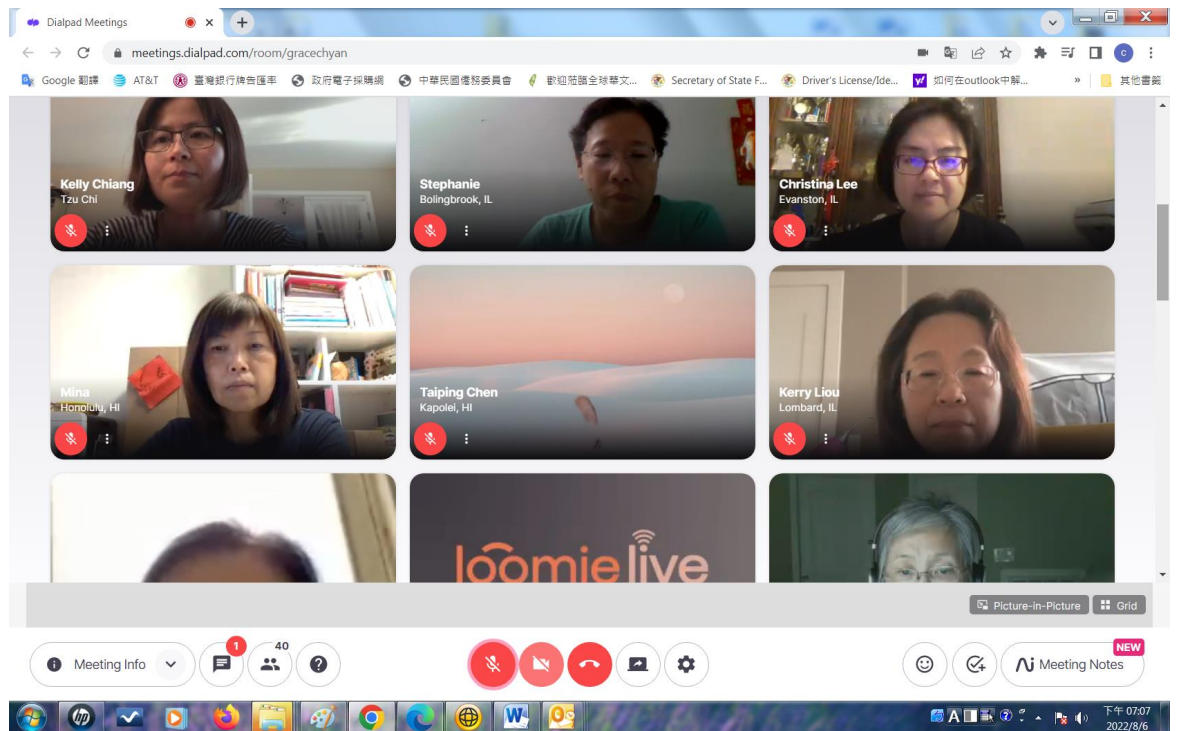 Dialpad Meetings
meetings.dialpad.com/room/gracechyan
Google 翻譯 AT&T 臺灣銀行牌告匯率 政府電子採購網 中華民國僑務委員會 歡迎蒞臨全球華文... Secretary of State F... Driver's License/Ide... 如何在outlook中解... » 其他書籤
Kelly Chiang
Tzu Chi
Stephanie
Bolingbrook, IL
Christina Lee
Evanston, IL
Mina
Honolulu, HI
Taiping Chen
Kapolei, HI
Kerry Liou
Lombard, IL
loomielive
Picture-in-Picture
Grid
Meeting Info
1
40
NEW
Meeting Notes
下午 07:07
2022/8/6